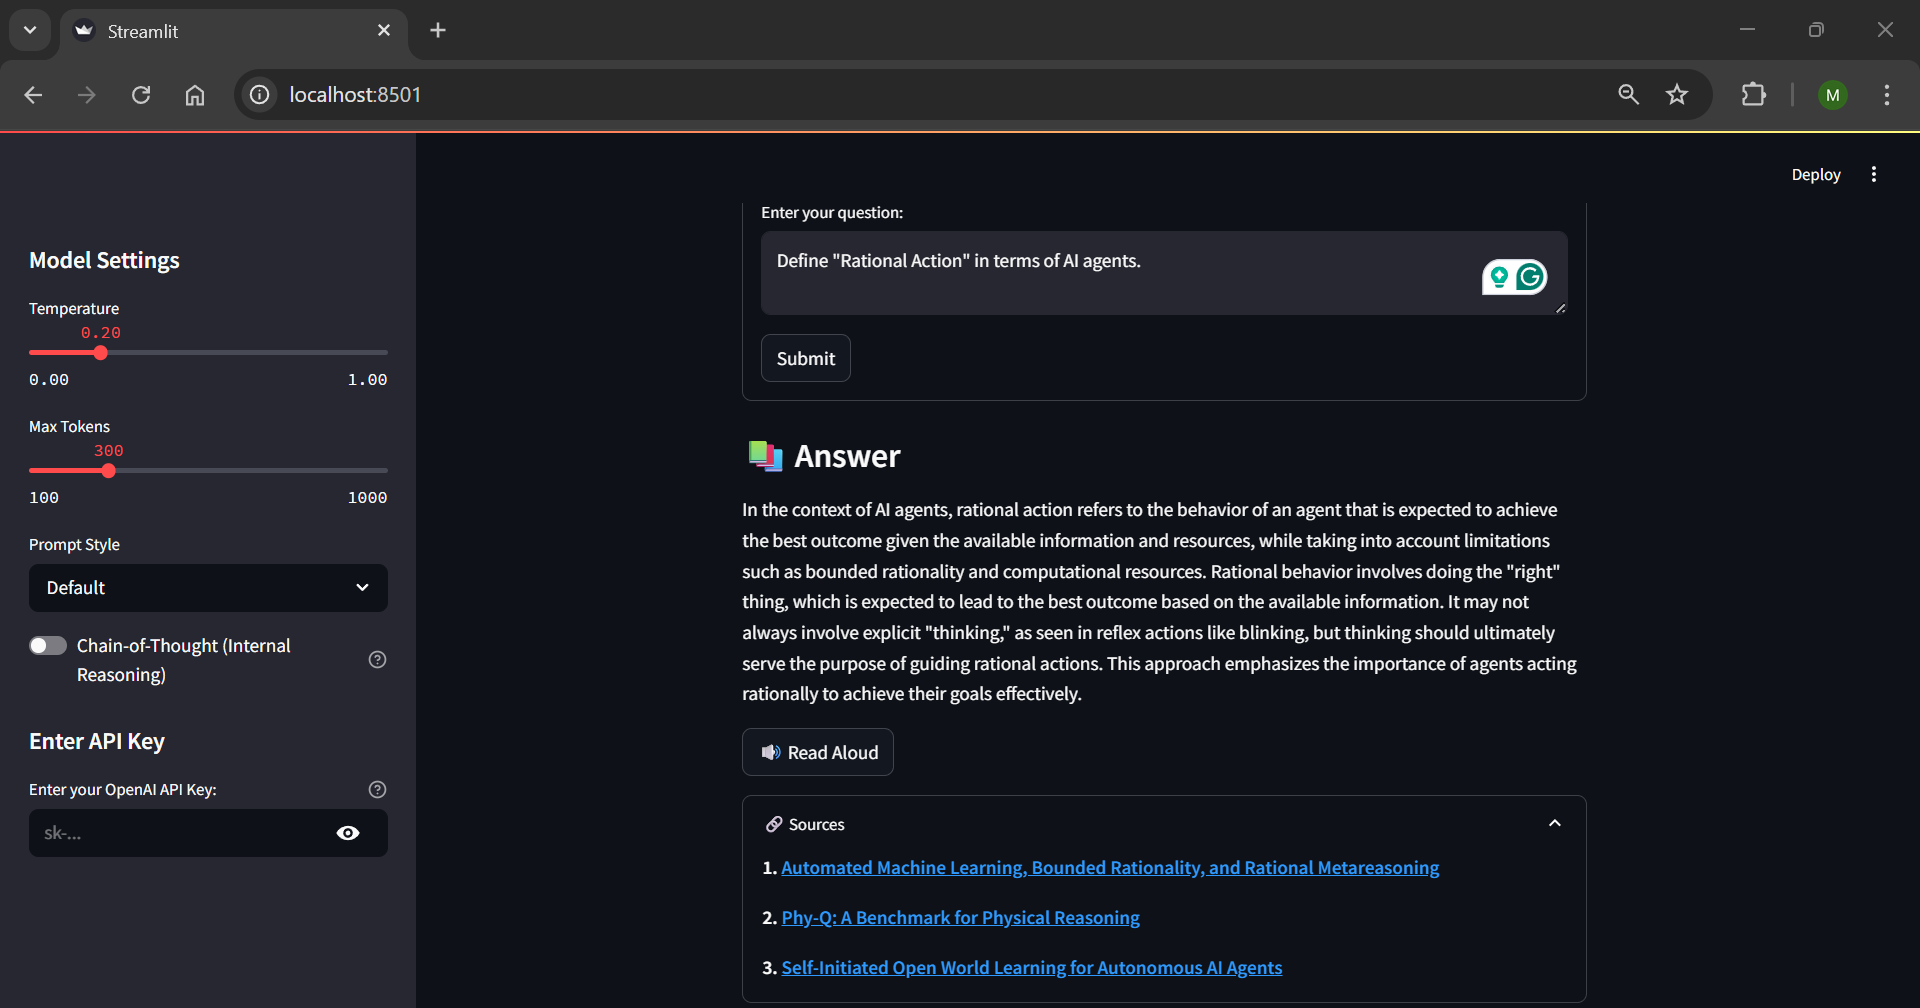 Streamlit
localhost:8501
M
Deploy
Model Settings
Temperature
0.20
0.00 1.00
Max Tokens
300
100 1000
Prompt Style
Default
Chain-of-Thought (Internal
Reasoning)
Enter API Key
Enter your OpenAI API Key:
sk-...
Enter your question:
Define "Rational Action" in terms of AI agents.
Submit
Answer
In the context of AI agents, rational action refers to the behavior of an agent that is expected to achieve
the best outcome given the available information and resources, while taking into account limitations
such as bounded rationality and computational resources. Rational behavior involves doing the "right"
thing, which is expected to lead to the best outcome based on the available information. It may not
always involve explicit "thinking," as seen in reflex actions like blinking, but thinking should ultimately
serve the purpose of guiding rational actions. This approach emphasizes the importance of agents acting
rationally to achieve their goals effectively.
Read Aloud
Sources
1. Automated Machine Learning, Bounded Rationality, and Rational Metareasoning
2. Phy-Q: A Benchmark for Physical Reasoning
3. Self-Initiated Open World Learning for Autonomous AI Agents